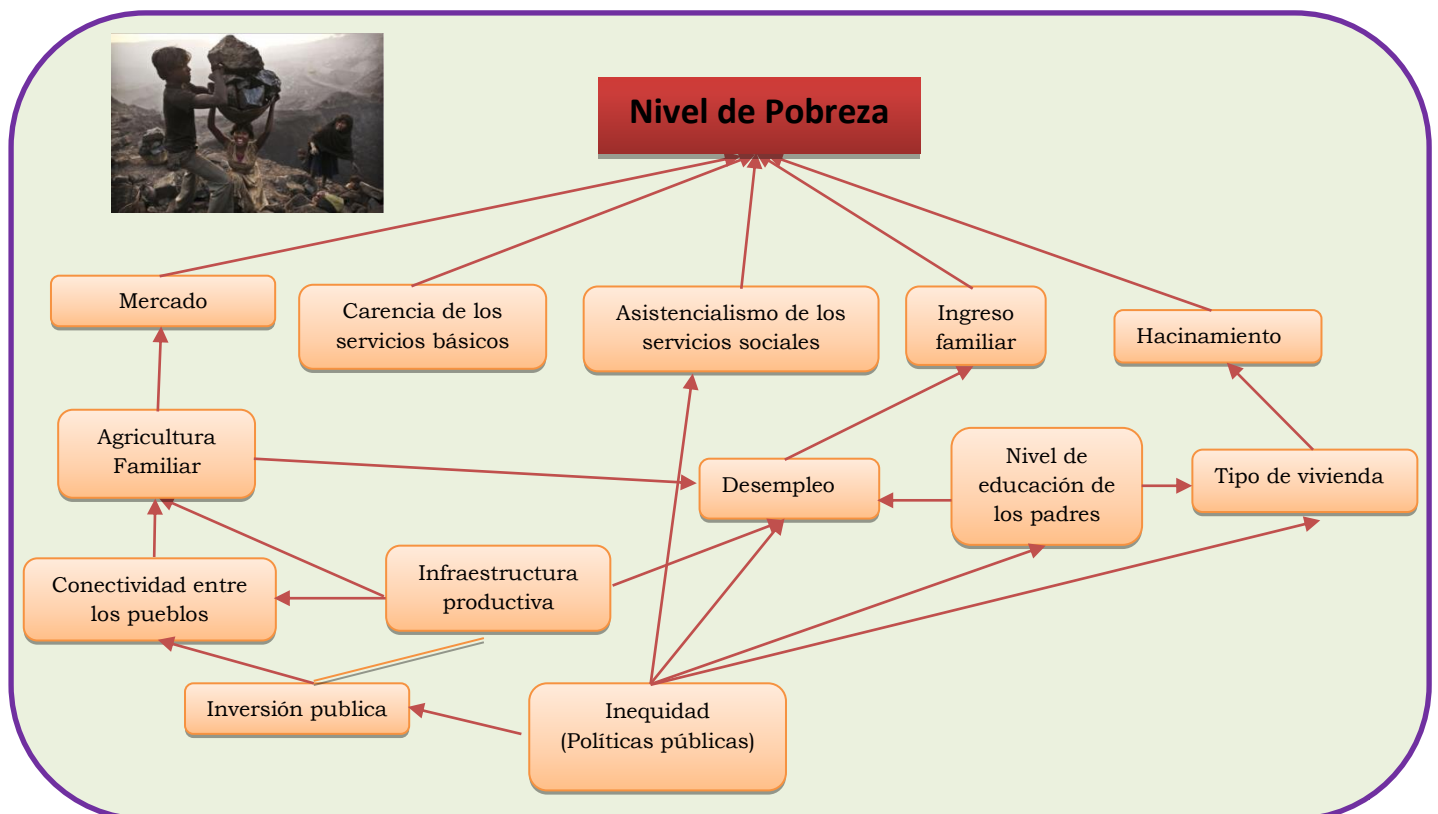 Nivel de Pobreza
Mercado
Carencia de los
servicios básicos
Asistencialismo de los
servicios sociales
Ingreso
familiar
Hacinamiento
Agricultura
Familiar
Desempleo
Nivel de
educación de
los padres
Tipo de vivienda
Conectividad entre
los pueblos
Infraestructura
productiva
Inversión publica
Inequidad
(Políticas públicas)